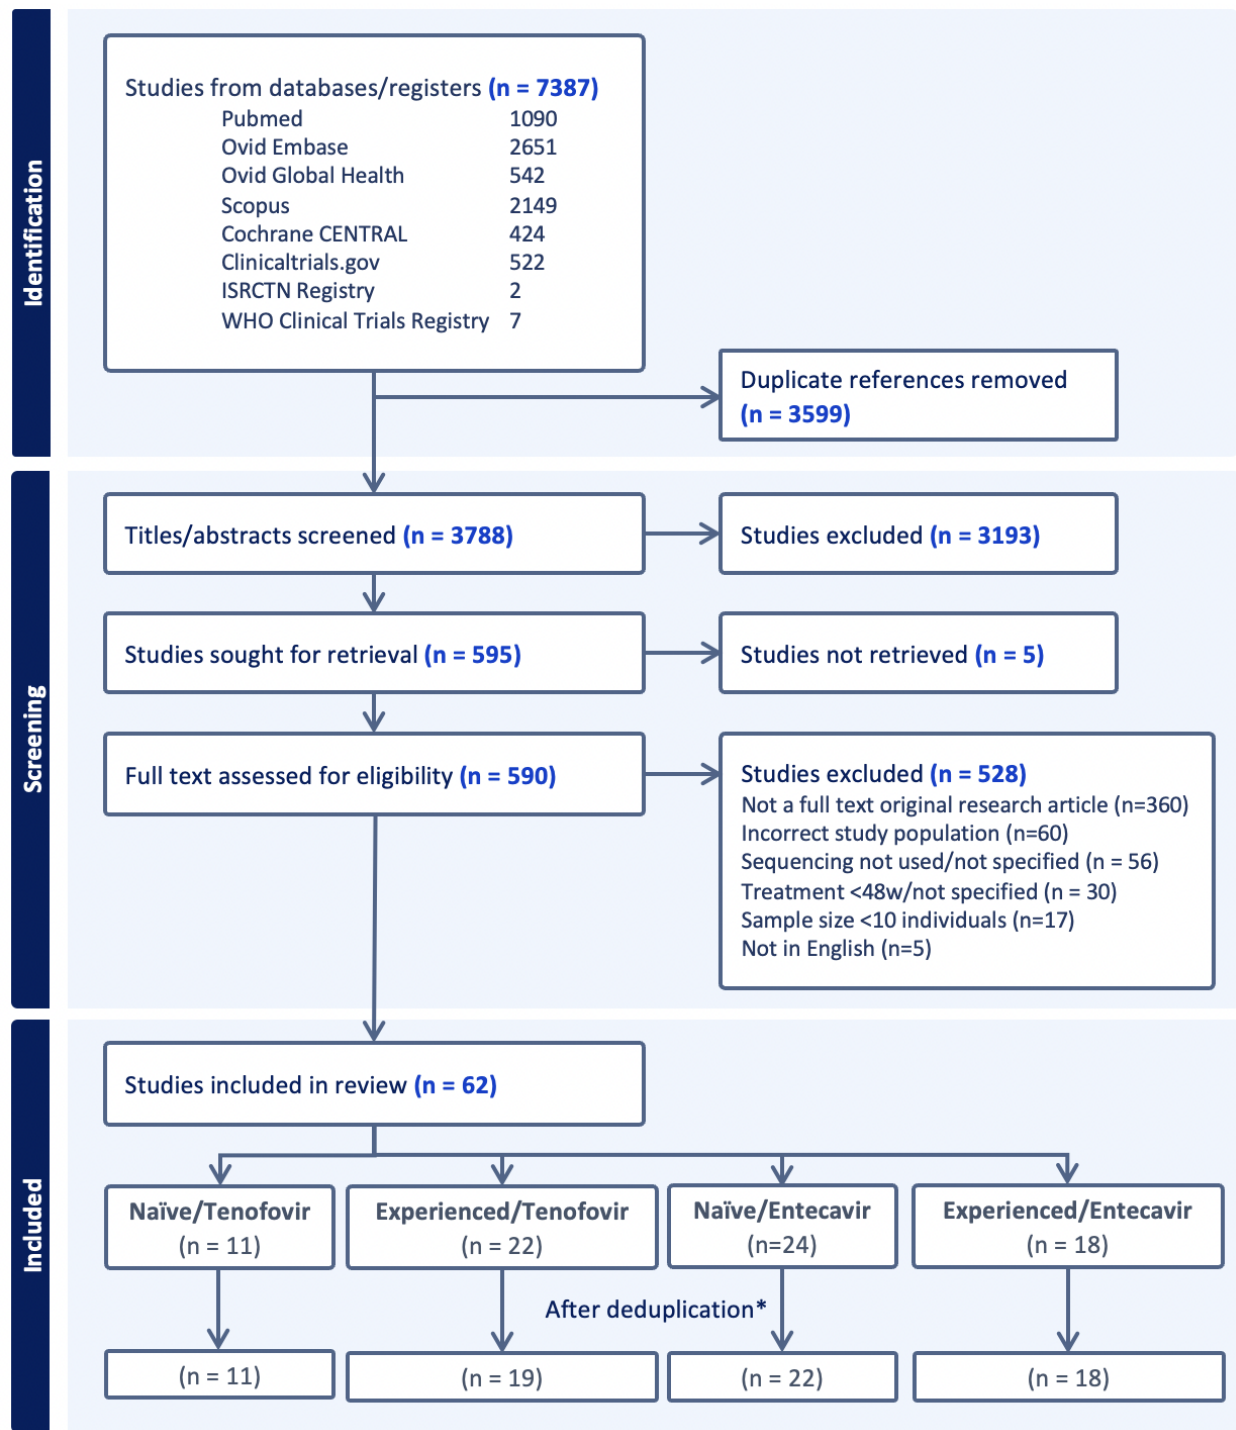 Identification
Studies from databases/registers (n = 7387)
Pubmed 1090
Ovid Embase 2651
Ovid Global Health 542
Scopus 2149
Cochrane CENTRAL 424
Clinicaltrials.gov 522
ISRCTN Registry 2
WHO Clinical Trials Registry 7
Duplicate references removed
(n = 3599)
Screening
Titles/abstracts screened (n = 3788)
Studies excluded (n = 3193)
Studies sought for retrieval (n = 595)
Studies not retrieved (n = 5)
Full text assessed for eligibility (n = 590)
Studies excluded (n = 528)
Not a full text original research article (n=360)
Incorrect study population (n=60)
Sequencing not used/not specified (n = 56)
Treatment <48w/not specified (n = 30)
Sample size <10 individuals (n=17)
Not in English (n=5)
Included
Studies included in review (n = 62)
Naïve/Tenofovir
(n = 11)
Experienced/Tenofovir
(n = 22)
Naïve/Entecavir
(n=24)
Experienced/Entecavir
(n = 18)
After deduplication*
(n = 11)
(n = 19)
(n = 22)
(n = 18)